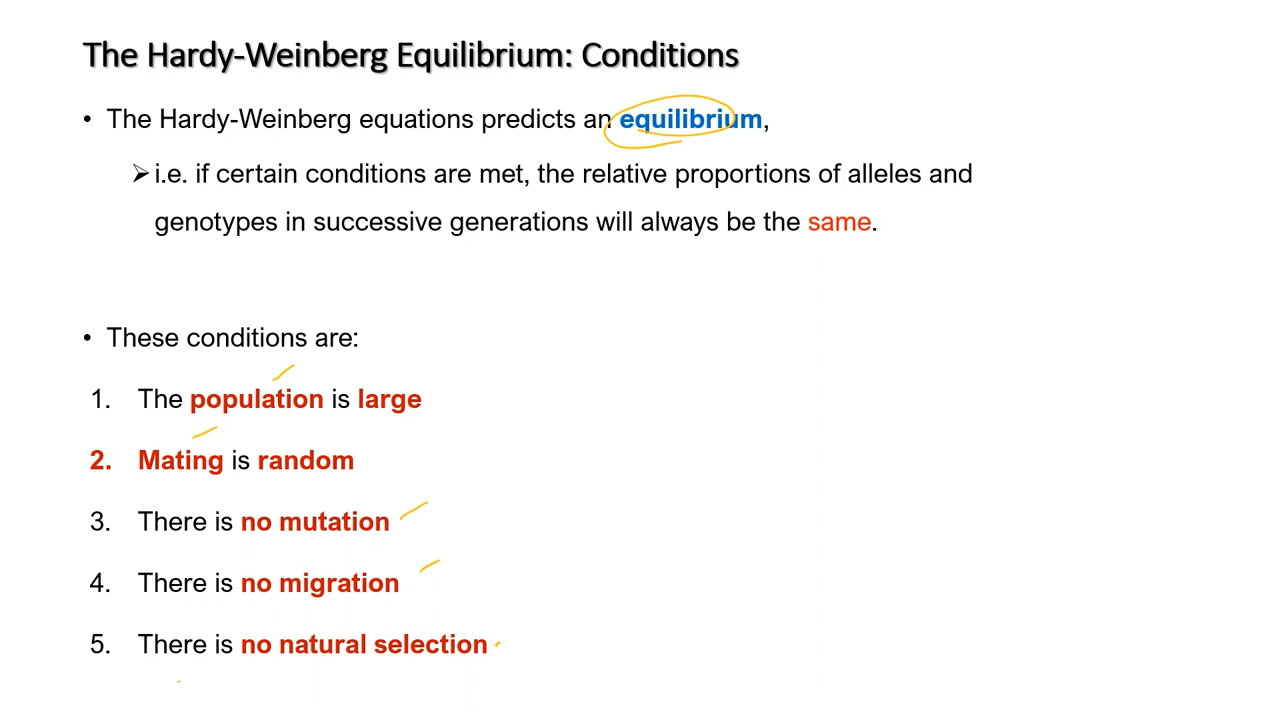 The Hardy-Weinberg Equilibrium: Conditions
• The Hardy-Weinberg equations predicts an equilibrium,
➢ i.e. if certain conditions are met, the relative proportions of alleles and
genotypes in successive generations will always be the same.
• These conditions are:
1. The population is large
2. Mating is random
3. There is no mutation
4. There is no migration
5. There is no natural selection